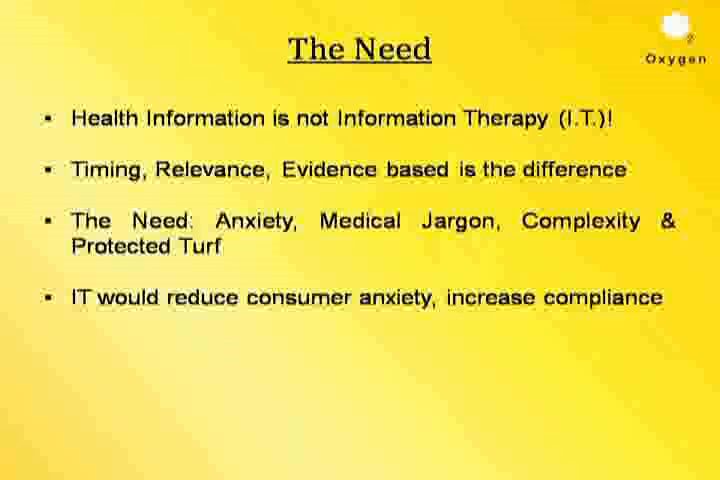 The Need
2
Oxygen
▪ Health Information is not Information Therapy (I.T.)!
▪ Timing, Relevance, Evidence based is the difference
▪ The Need: Anxiety, Medical Jargon, Complexity &
Protected Turf
▪ IT would reduce consumer anxiety, increase compliance